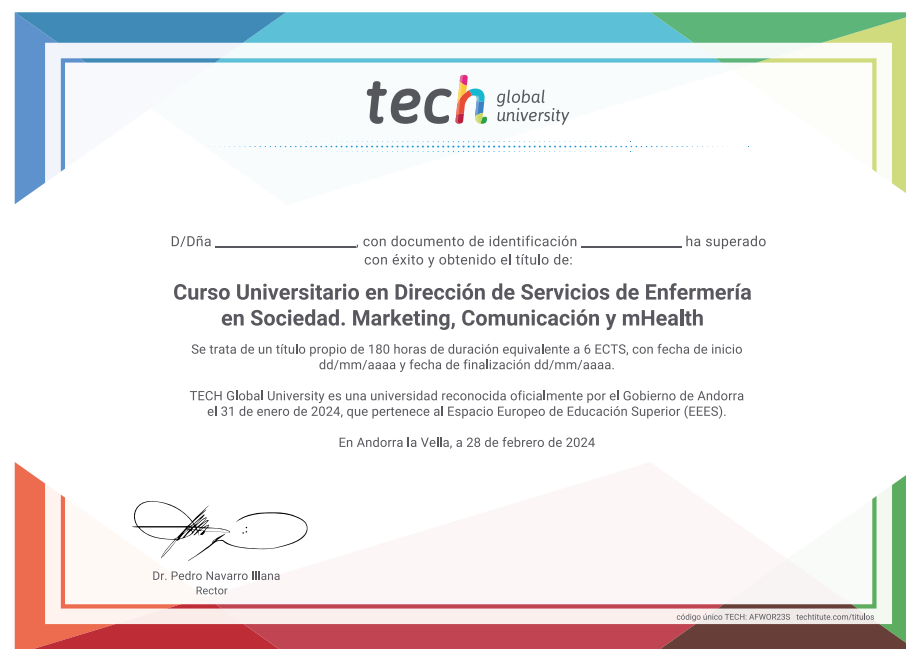 tech global university
D/Dña ______________, con documento de identificación __________ ha superado
con éxito y obtenido el título de:
Curso Universitario en Dirección de Servicios de Enfermería
en Sociedad. Marketing, Comunicación y mHealth
Se trata de un título propio de 180 horas de duración equivalente a 6 ECTS, con fecha de inicio
dd/mm/aaaa y fecha de finalización dd/mm/aaaa.
TECH Global University es una universidad reconocida oficialmente por el Gobierno de Andorra
el 31 de enero de 2024, que pertenece al Espacio Europeo de Educación Superior (EEES).
En Andorra la Vella, a 28 de febrero de 2024
Dr. Pedro Navarro Illana
Rector
código único TECH: AFWOR23S techtitute.com/titulos